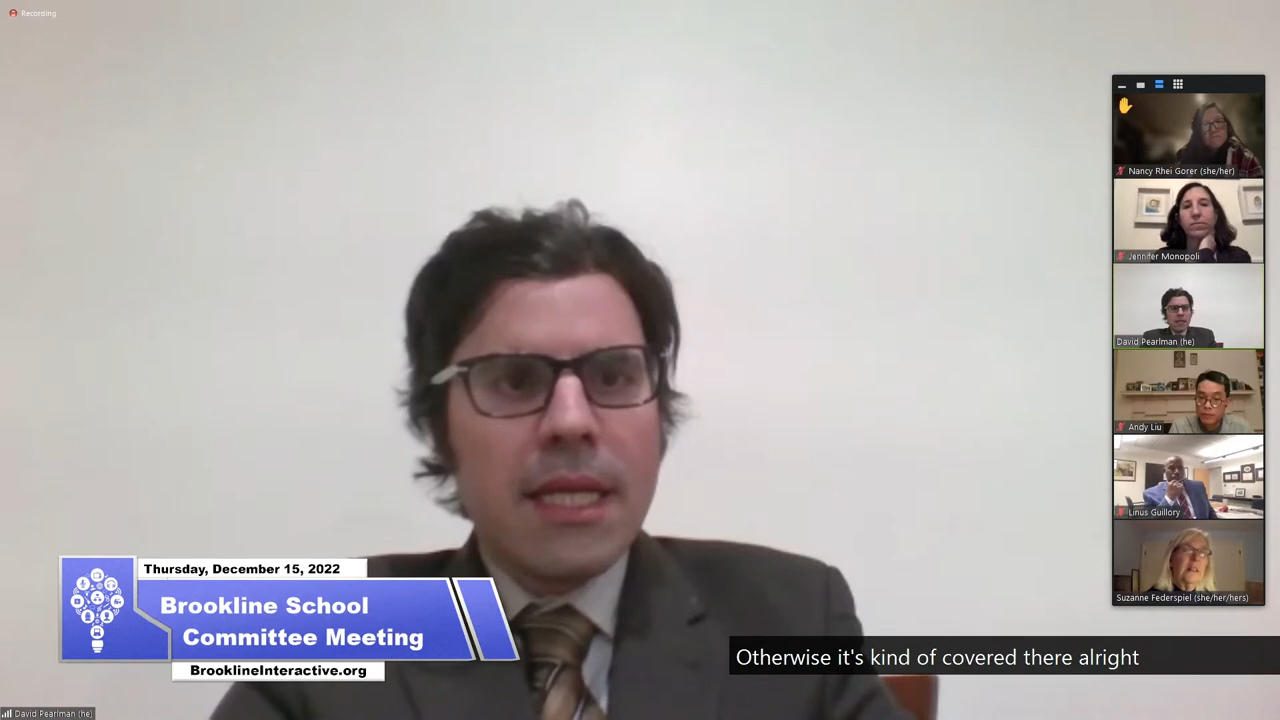 Recording
Nancy Rhei Gorer (she/her)
Jennifer Monopoli
David Pearlman (he)
Andy Liu
Linus Guillory
Suzanne Federspiel (she/her/hers)
Thursday, December 15, 2022
Brookline School
Committee Meeting
BrooklineInteractive.org
Otherwise it's kind of covered there alright
David Pearlman (he)